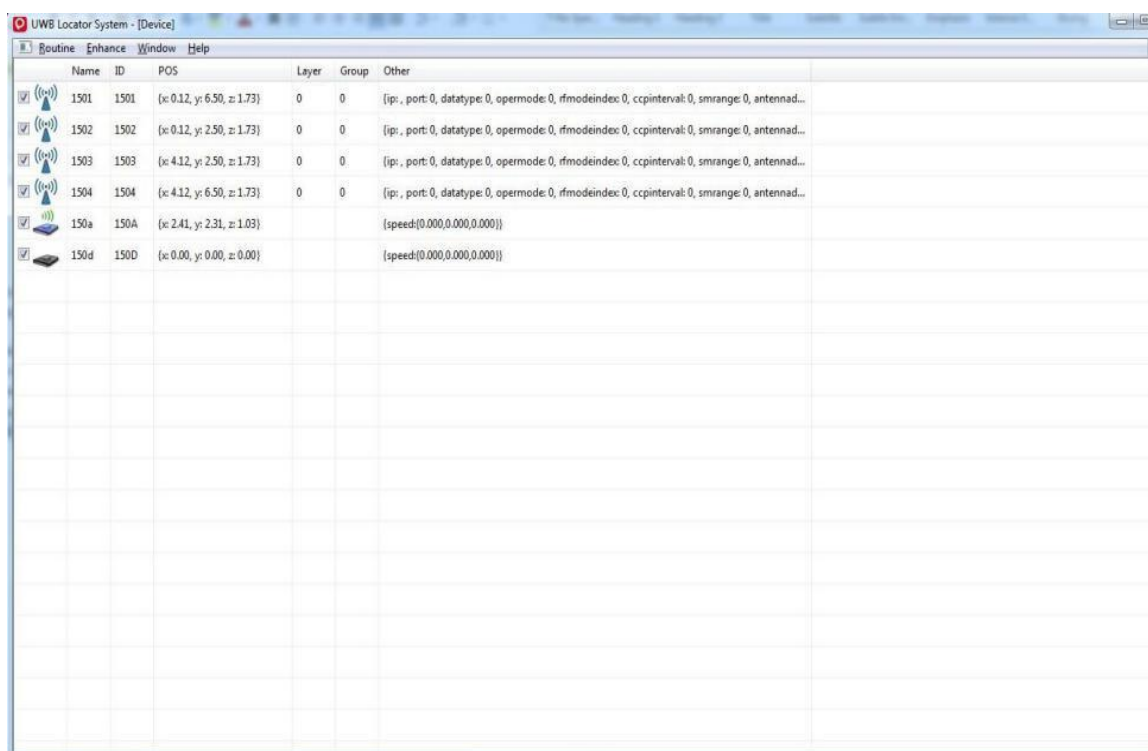 UWB Locator System - [Device]
Routine Enhance Window Help
Name ID POS Layer Group Other
1501 1501 {x: 0.12, y: 6.50, z: 1.73} 0 0 {ip: , port: 0, datatype: 0, opermode: 0, rfmodeindex: 0, ccpinterval: 0, smrange: 0, antennad...
1502 1502 {x: 0.12, y: 2.50, z: 1.73} 0 0 {ip: , port: 0, datatype: 0, opermode: 0, rfmodeindex: 0, ccpinterval: 0, smrange: 0, antennad...
1503 1503 {x: 4.12, y: 2.50, z: 1.73} 0 0 {ip: , port: 0, datatype: 0, opermode: 0, rfmodeindex: 0, ccpinterval: 0, smrange: 0, antennad...
1504 1504 {x: 4.12, y: 6.50, z: 1.73} 0 0 {ip: , port: 0, datatype: 0, opermode: 0, rfmodeindex: 0, ccpinterval: 0, smrange: 0, antennad...
150a 150A {x: 2.41, y: 2.31, z: 1.03} {speed:{0.000,0.000,0.000}}
150d 150D {x: 0.00, y: 0.00, z: 0.00} {speed:{0.000,0.000,0.000}}